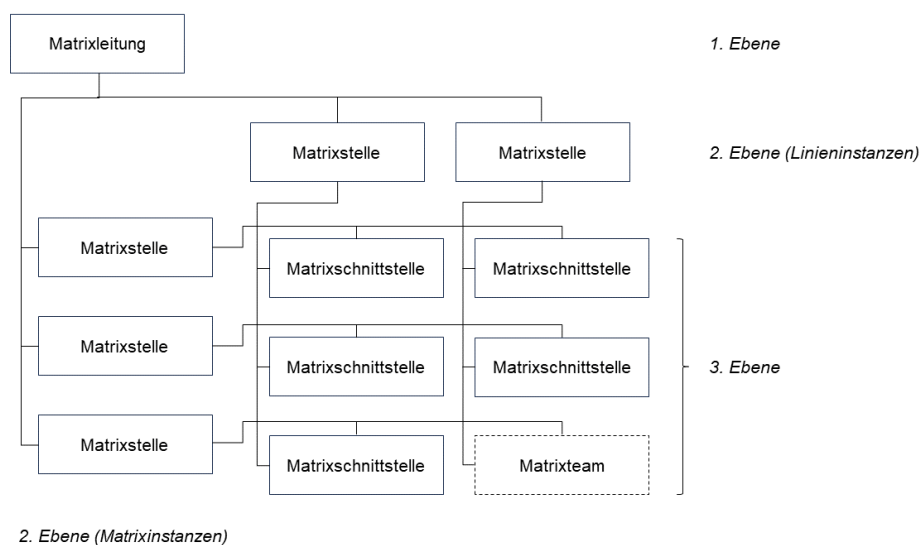 Matrixleitung
1. Ebene
Matrixstelle
Matrixstelle
2. Ebene (Linieninstanzen)
Matrixstelle
Matrixschnittstelle
Matrixschnittstelle
Matrixstelle
Matrixschnittstelle
Matrixschnittstelle
3. Ebene
Matrixstelle
Matrixschnittstelle
Matrixteam
2. Ebene (Matrixinstanzen)